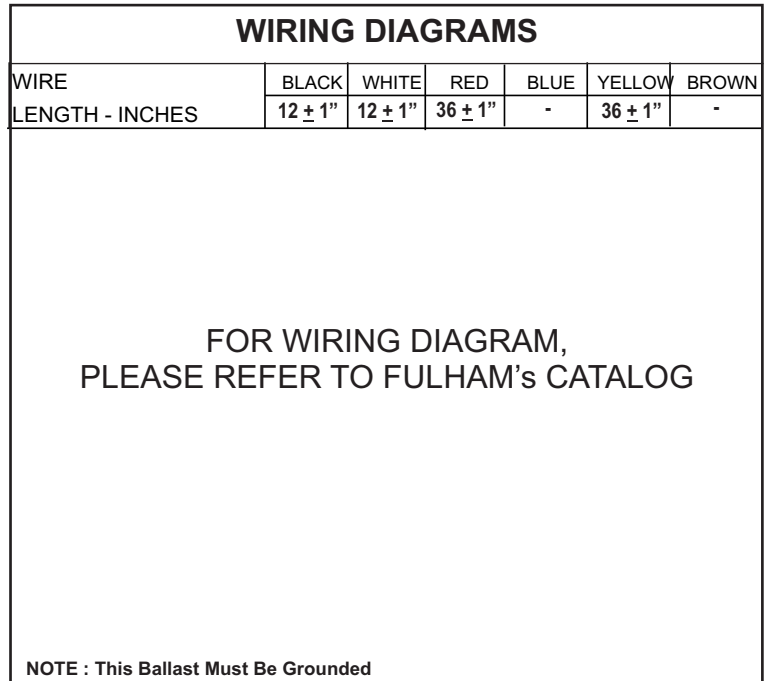 WIRING DIAGRAMS
WIRE BLACK WHITE RED BLUE YELLOW BROWN
LENGTH - INCHES 12 ± 1” 12 ± 1” 36 ± 1” - 36 ± 1” -
FOR WIRING DIAGRAM,
PLEASE REFER TO FULHAM's CATALOG
NOTE : This Ballast Must Be Grounded